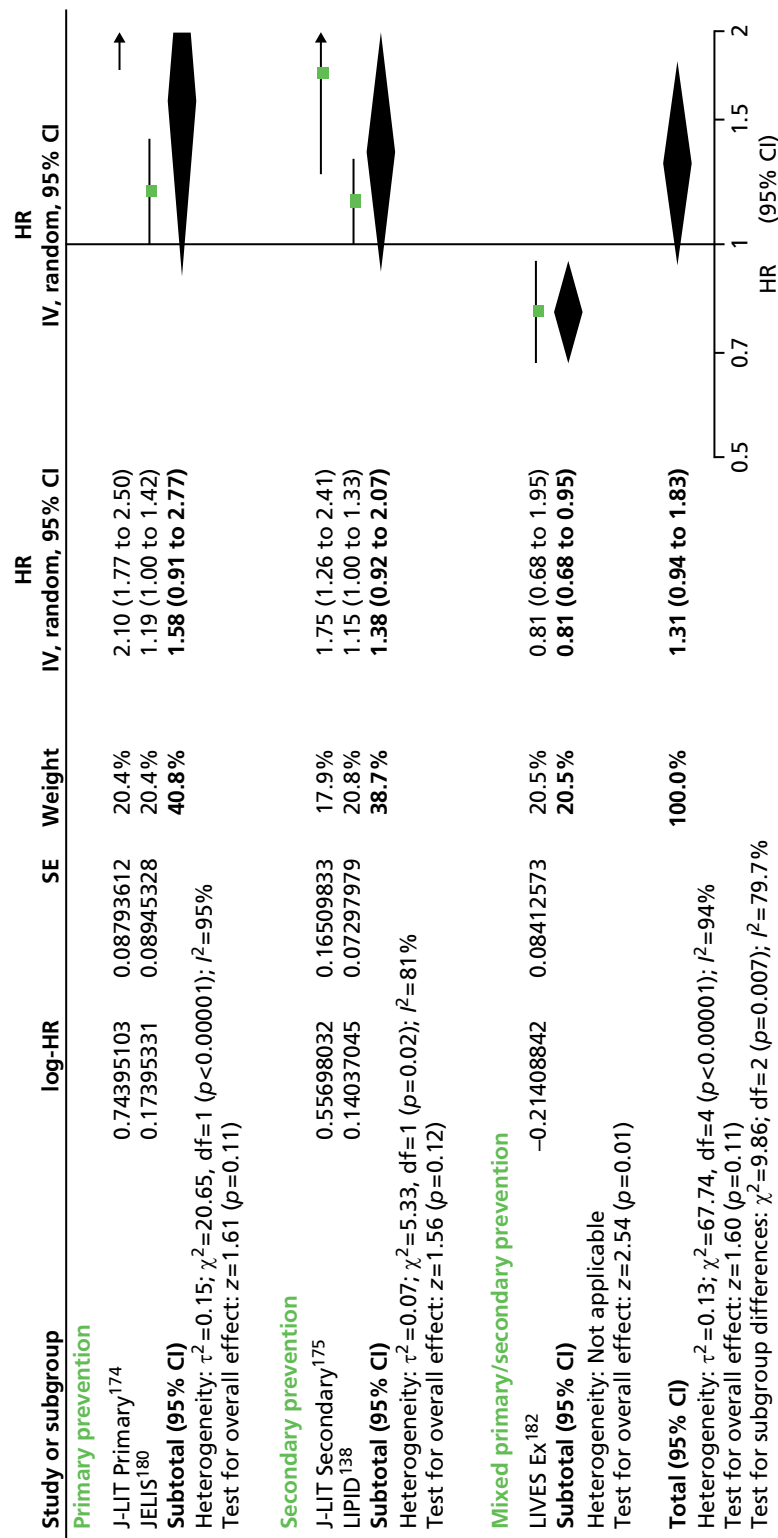 Study or subgroup log-HR SE Weight HR IV, random, 95% CI HR IV, random, 95% CI
Primary prevention
J-LIT Primary174 0.74395103 0.08793612 20.4% 2.10 (1.77 to 2.50)
JELIS180 0.17395331 0.08945328 20.4% 1.19 (1.00 to 1.42)
Subtotal (95% CI) 40.8% 1.58 (0.91 to 2.77)
Heterogeneity: τ²=0.15; χ²=20.65, df=1 (p<0.00001); I²=95%
Test for overall effect: z=1.61 (p=0.11)
Secondary prevention
J-LIT Secondary175 0.55698032 0.16509833 17.9% 1.75 (1.26 to 2.41)
LIPID138 0.14037045 0.07297979 20.8% 1.15 (1.00 to 1.33)
Subtotal (95% CI) 38.7% 1.38 (0.92 to 2.07)
Heterogeneity: τ²=0.07; χ²=5.33, df=1 (p=0.02); I²=81%
Test for overall effect: z=1.56 (p=0.12)
Mixed primary/secondary prevention
LIVES Ex182 −0.21408842 0.08412573 20.5% 0.81 (0.68 to 1.95)
Subtotal (95% CI) 20.5% 0.81 (0.68 to 0.95)
Heterogeneity: Not applicable
Test for overall effect: z=2.54 (p=0.01)
Total (95% CI) 100.0% 1.31 (0.94 to 1.83)
Heterogeneity: τ²=0.13; χ²=67.74, df=4 (p<0.00001); I²=94%
Test for overall effect: z=1.60 (p=0.11)
Test for subgroup differences: χ²=9.86; df=2 (p=0.007); I²=79.7%
0.5 0.7 1 1.5 2
HR (95% CI)